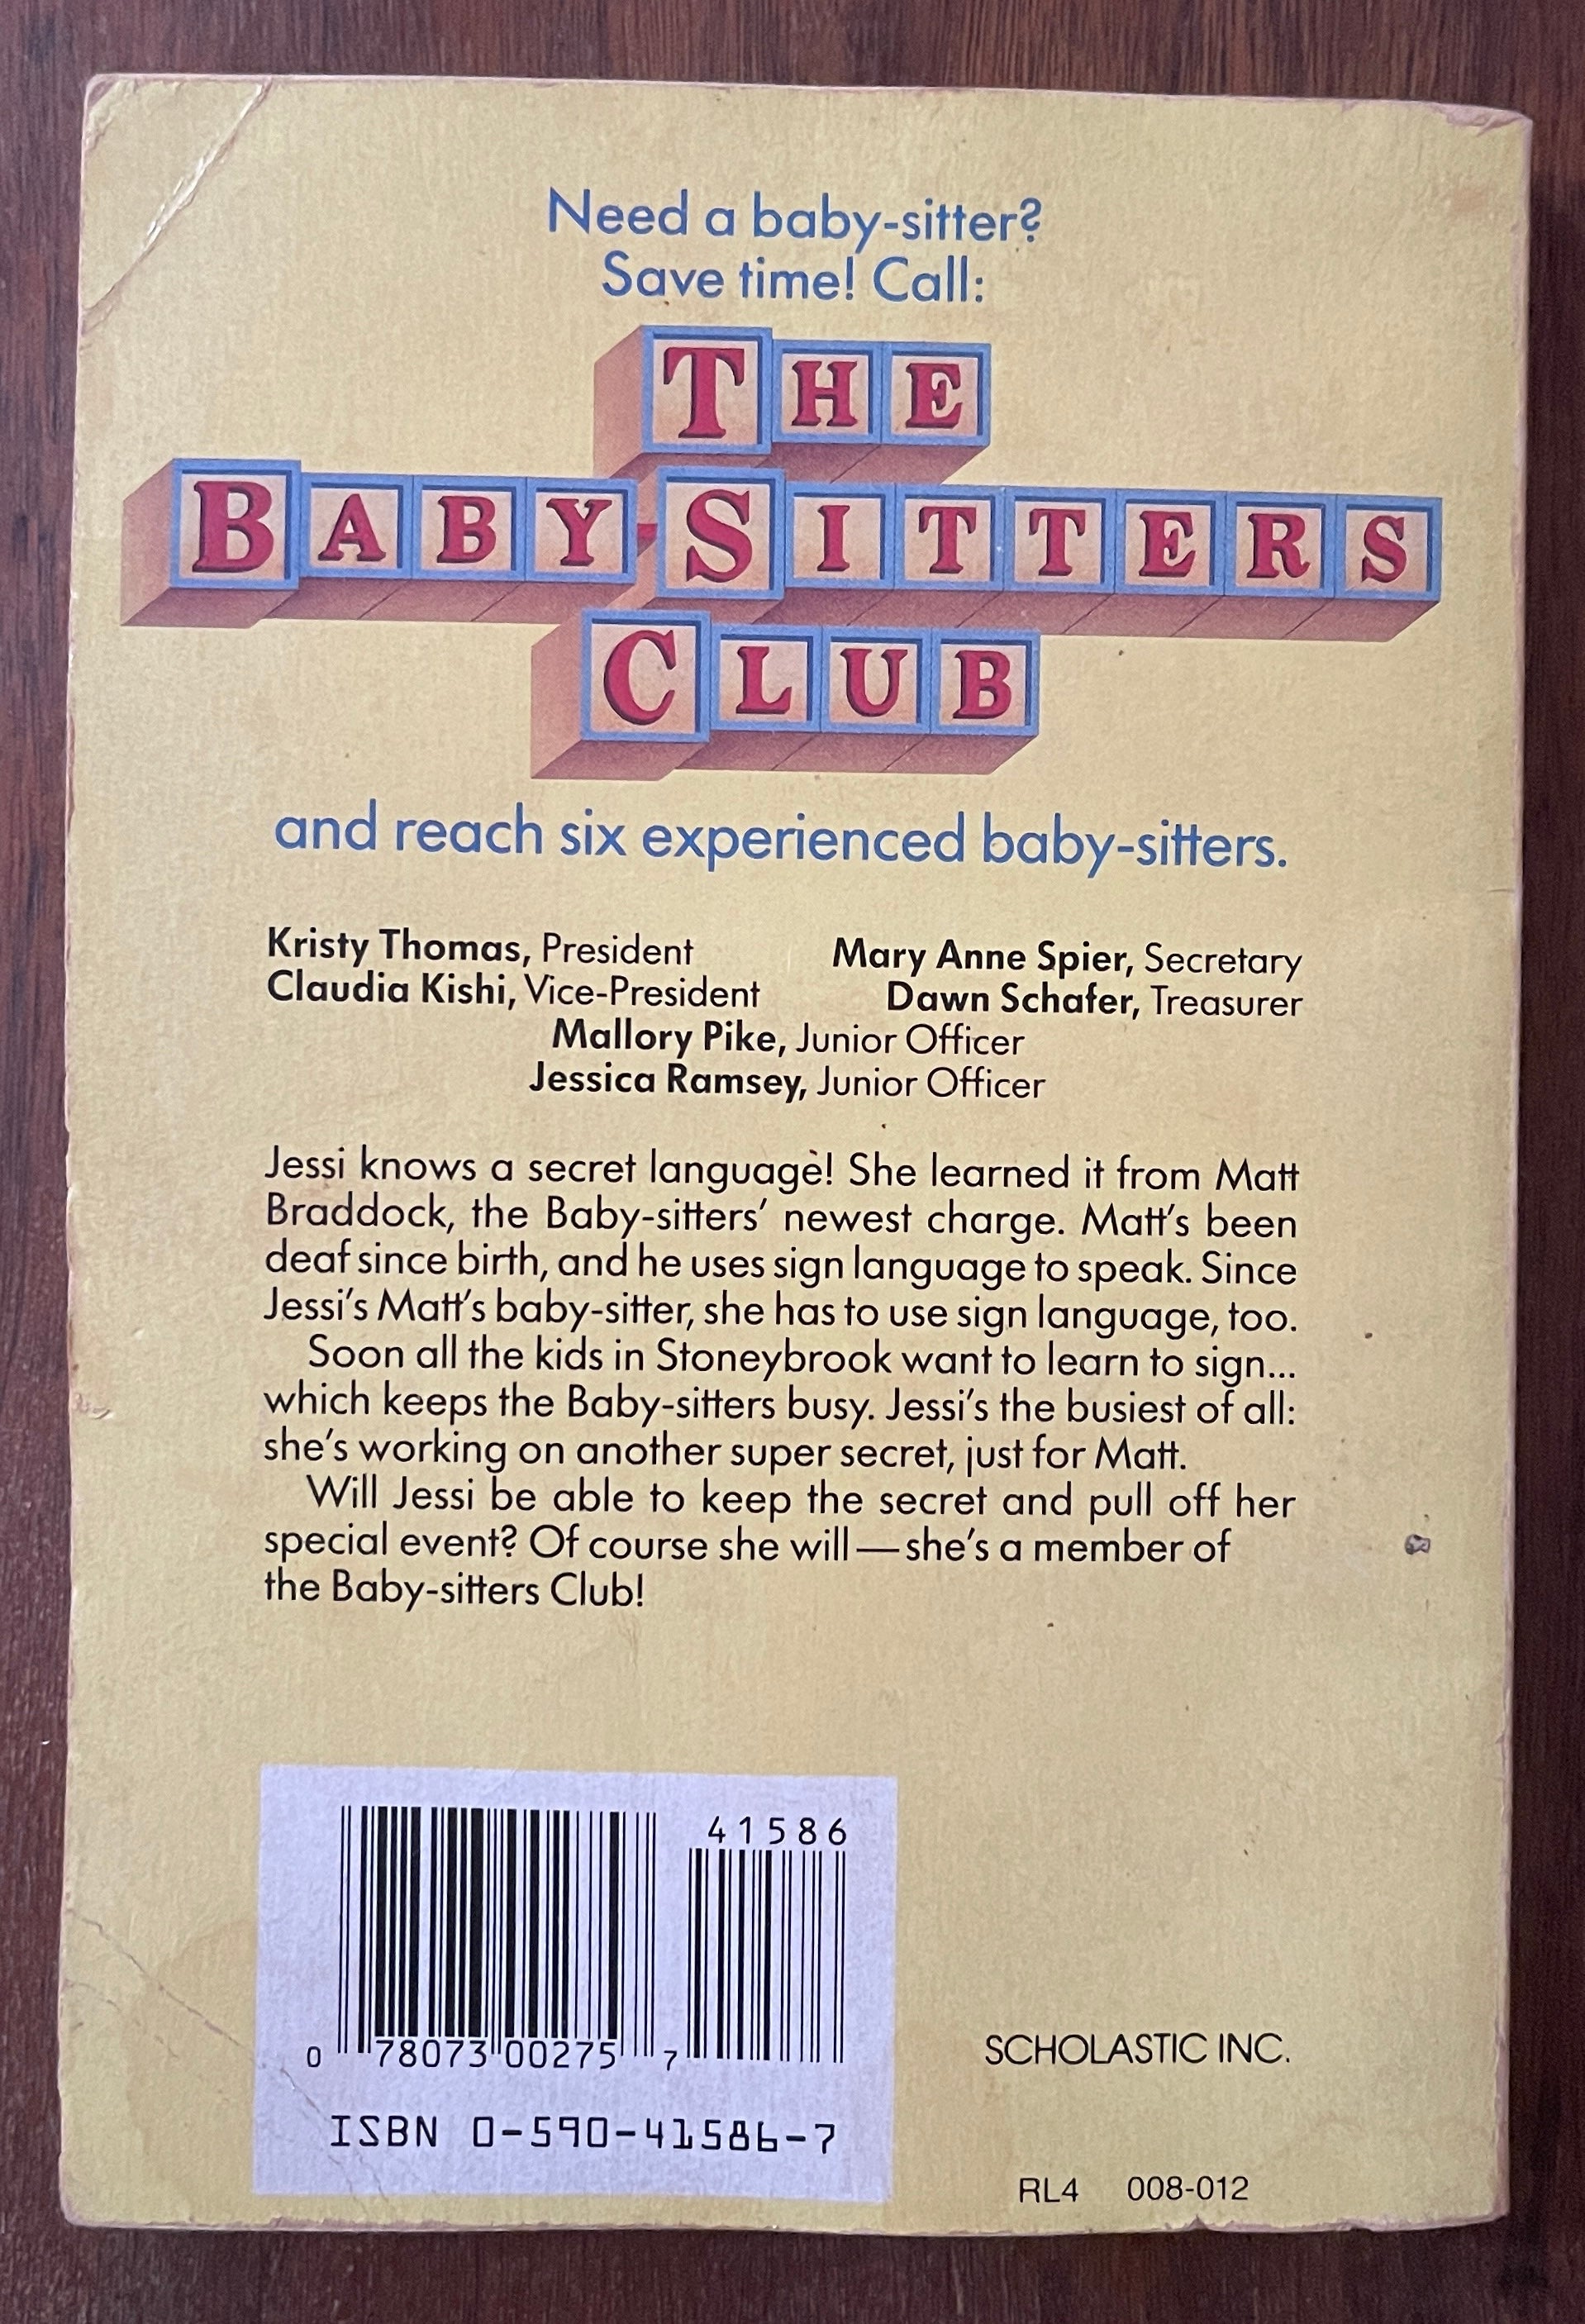 Need a baby-sitter?
Save time! Call:
THE
BABY-SITTERS
CLUB
and reach six experienced baby-sitters.
Kristy Thomas, President Mary Anne Spier, Secretary
Claudia Kishi, Vice-President Dawn Schafer, Treasurer
Mallory Pike, Junior Officer
Jessica Ramsey, Junior Officer
Jessi knows a secret language! She learned it from Matt
Braddock, the Baby-sitters' newest charge. Matt's been
deaf since birth, and he uses sign language to speak. Since
Jessi's Matt's baby-sitter, she has to use sign language, too.
Soon all the kids in Stoneybrook want to learn to sign...
which keeps the Baby-sitters busy. Jessi's the busiest of all:
she's working on another super secret, just for Matt.
Will Jessi be able to keep the secret and pull off her
special event? Of course she will—she's a member of
the Baby-sitters Club!
41586
0 78073 00275 7
ISBN 0-590-41586-7
SCHOLASTIC INC.
RL4 008-012